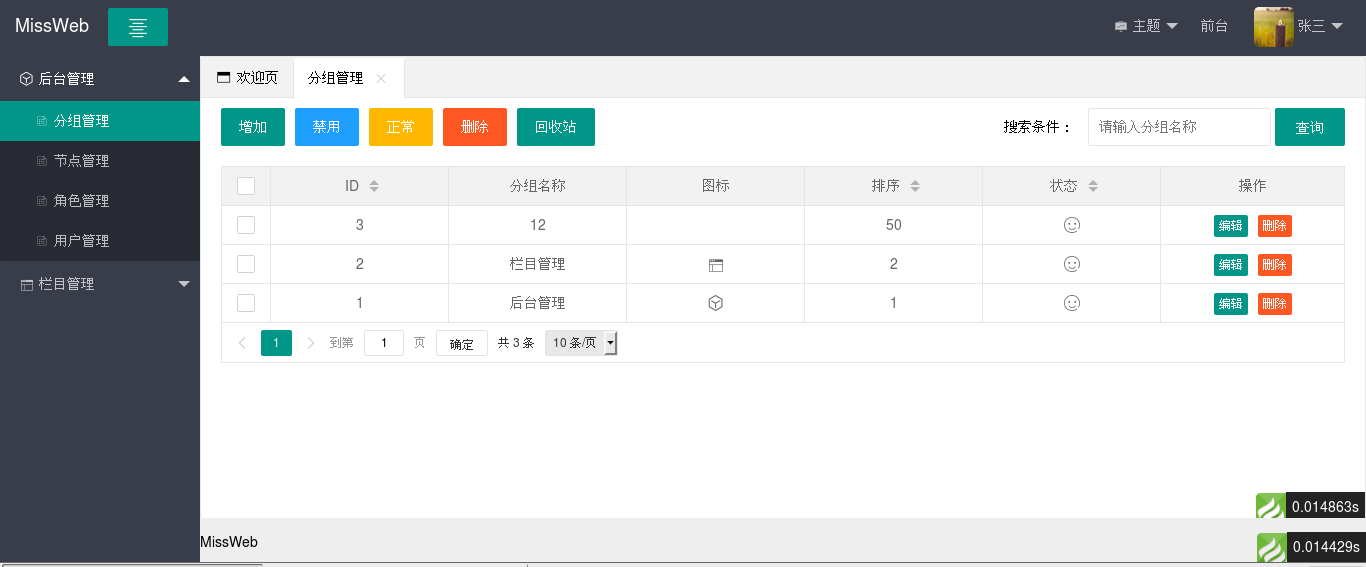 MissWeb 主题 前台 张三
后台管理
分组管理
节点管理
角色管理
用户管理
栏目管理
欢迎页 分组管理
增加 禁用 正常 删除 回收站 搜索条件： 请输入分组名称 查询
ID 分组名称 图标 排序 状态 操作
3 12 50 编辑 删除
2 栏目管理 2 编辑 删除
1 后台管理 1 编辑 删除
1 到第 1 页 确定 共 3 条 10 条/页
0.014863s
MissWeb
0.014429s